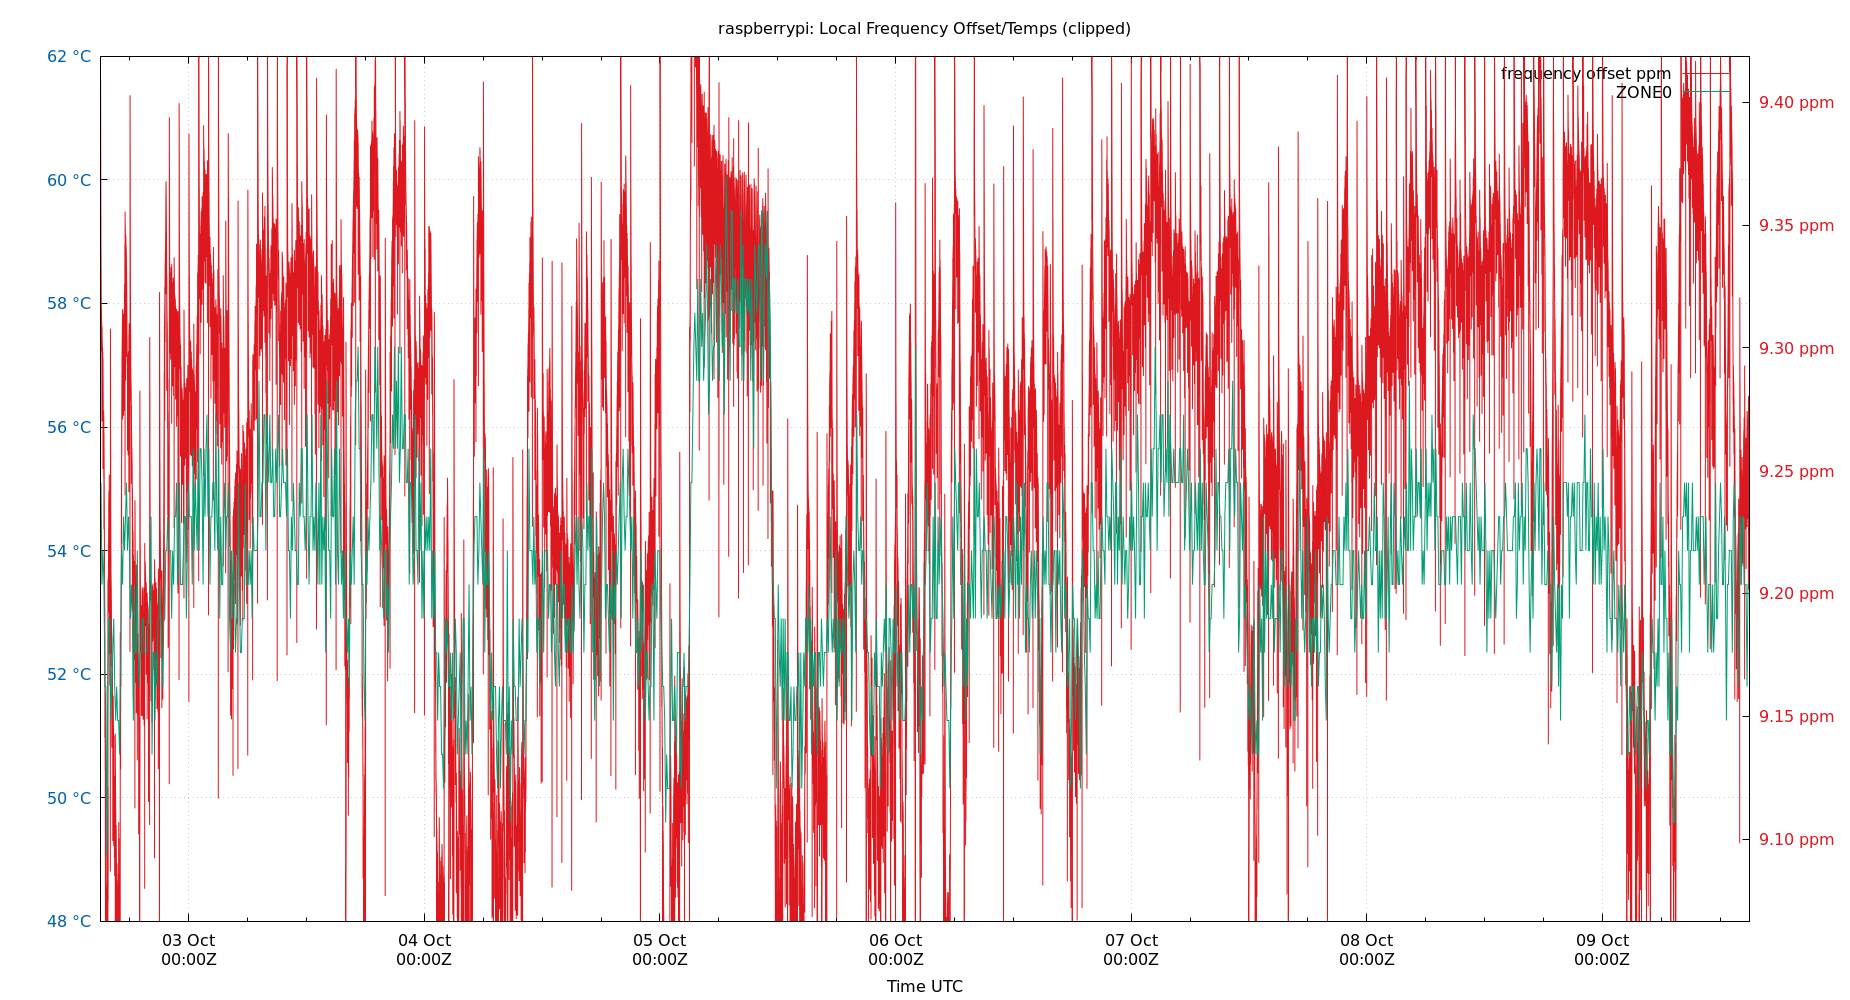 raspberrypi: Local Frequency Offset/Temps (clipped)
62 °C
60 °C
58 °C
56 °C
54 °C
52 °C
50 °C
48 °C
frequency offset ppm
ZONE0
9.40 ppm
9.35 ppm
9.30 ppm
9.25 ppm
9.20 ppm
9.15 ppm
9.10 ppm
03 Oct 04 Oct 05 Oct 06 Oct 07 Oct 08 Oct 09 Oct
00:00Z 00:00Z 00:00Z 00:00Z 00:00Z 00:00Z 00:00Z
Time UTC